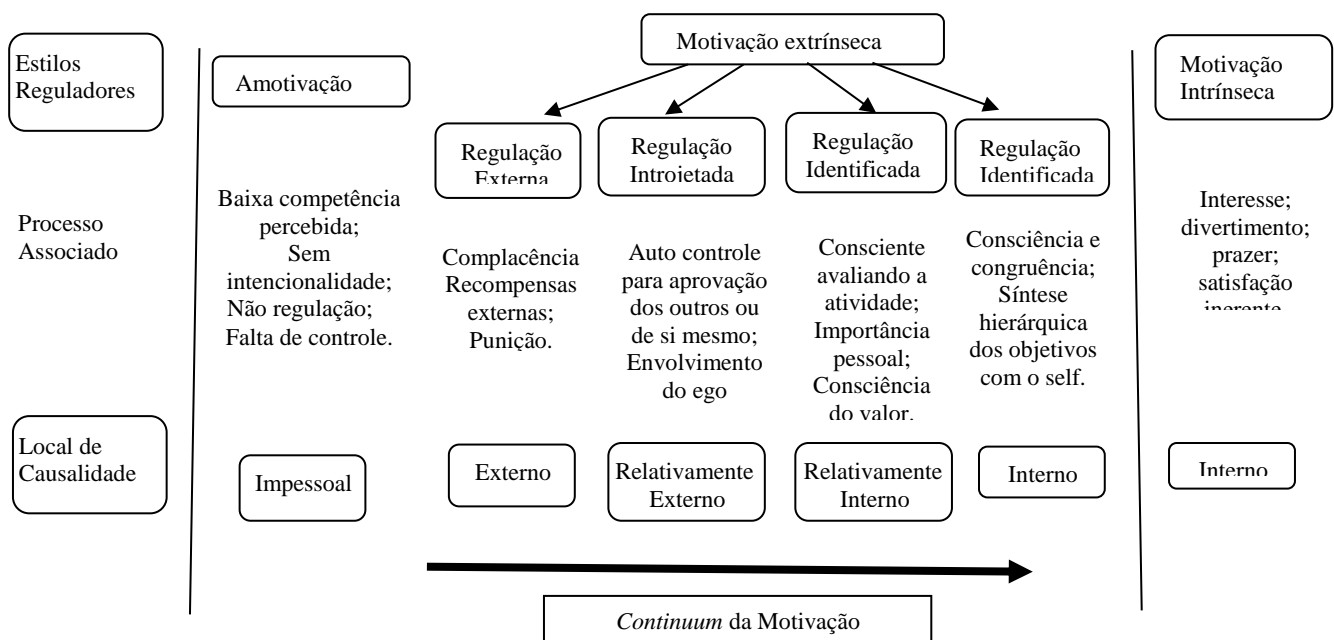 Motivação extrínseca
Estilos
Reguladores
Amotivação
Motivação
Intrínseca
Regulação
Externa
Regulação
Introjetada
Regulação
Identificada
Regulação
Identificada
Processo
Associado
Baixa competência
percebida;
Sem
intencionalidade;
Não regulação;
Falta de controle.
Complacência
Recompensas
externas;
Punição.
Auto controle
para aprovação
dos outros ou
de si mesmo;
Envolvimento
do ego
Consciente
avaliando a
atividade;
Importância
pessoal;
Consciência
do valor.
Consciência e
congruência;
Síntese
hierárquica
dos objetivos
com o self.
Interesse;
divertimento;
prazer;
satisfação
inerente
Local de
Causalidade
Impessoal
Externo
Relativamente
Externo
Relativamente
Interno
Interno
Interno
Continuum da Motivação